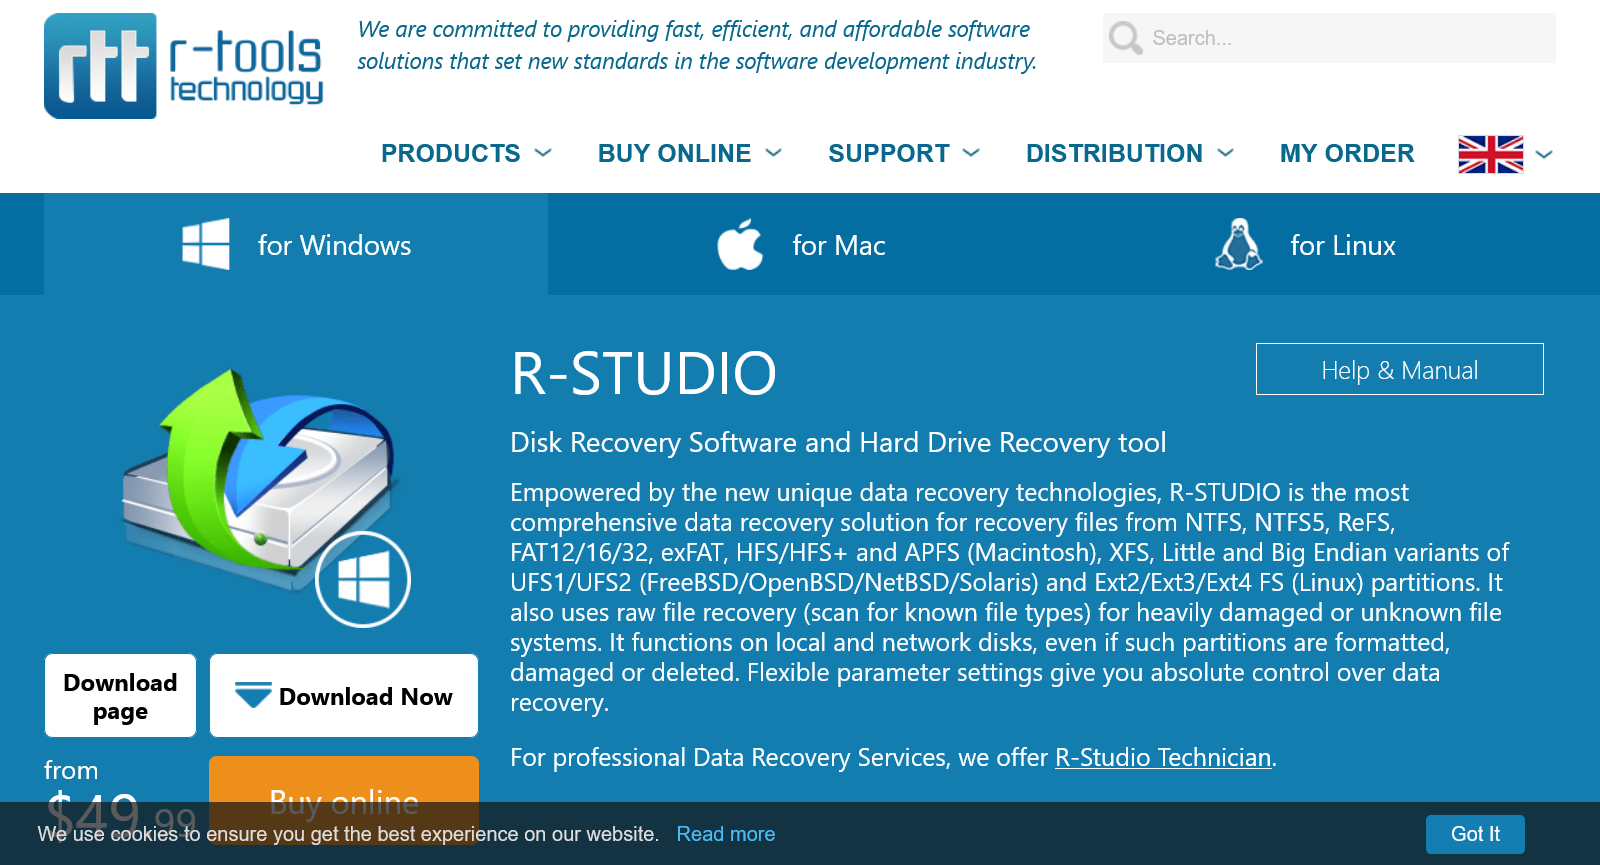 rtt r-tools
technology
We are committed to providing fast, efficient, and affordable software
solutions that set new standards in the software development industry.
Search...
PRODUCTS BUY ONLINE SUPPORT DISTRIBUTION MY ORDER
for Windows for Mac for Linux
R-STUDIO
Help & Manual
Disk Recovery Software and Hard Drive Recovery tool
Empowered by the new unique data recovery technologies, R-STUDIO is the most
comprehensive data recovery solution for recovery files from NTFS, NTFS5, ReFS,
FAT12/16/32, exFAT, HFS/HFS+ and APFS (Macintosh), XFS, Little and Big Endian variants of
UFS1/UFS2 (FreeBSD/OpenBSD/NetBSD/Solaris) and Ext2/Ext3/Ext4 FS (Linux) partitions. It
also uses raw file recovery (scan for known file types) for heavily damaged or unknown file
systems. It functions on local and network disks, even if such partitions are formatted,
damaged or deleted. Flexible parameter settings give you absolute control over data
recovery.
For professional Data Recovery Services, we offer R-Studio Technician.
Download
page
Download Now
from
$49.99
Buy online
We use cookies to ensure you get the best experience on our website. Read more
Got It